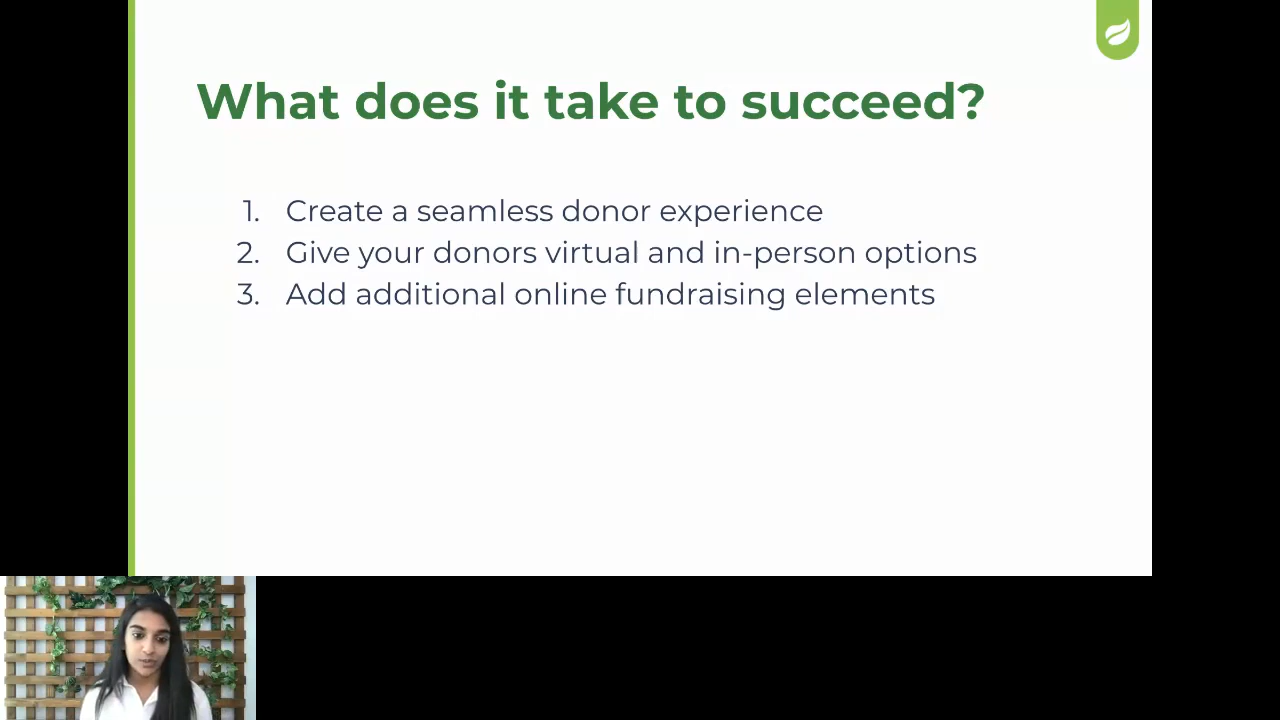 What does it take to succeed?
1. Create a seamless donor experience
2. Give your donors virtual and in-person options
3. Add additional online fundraising elements